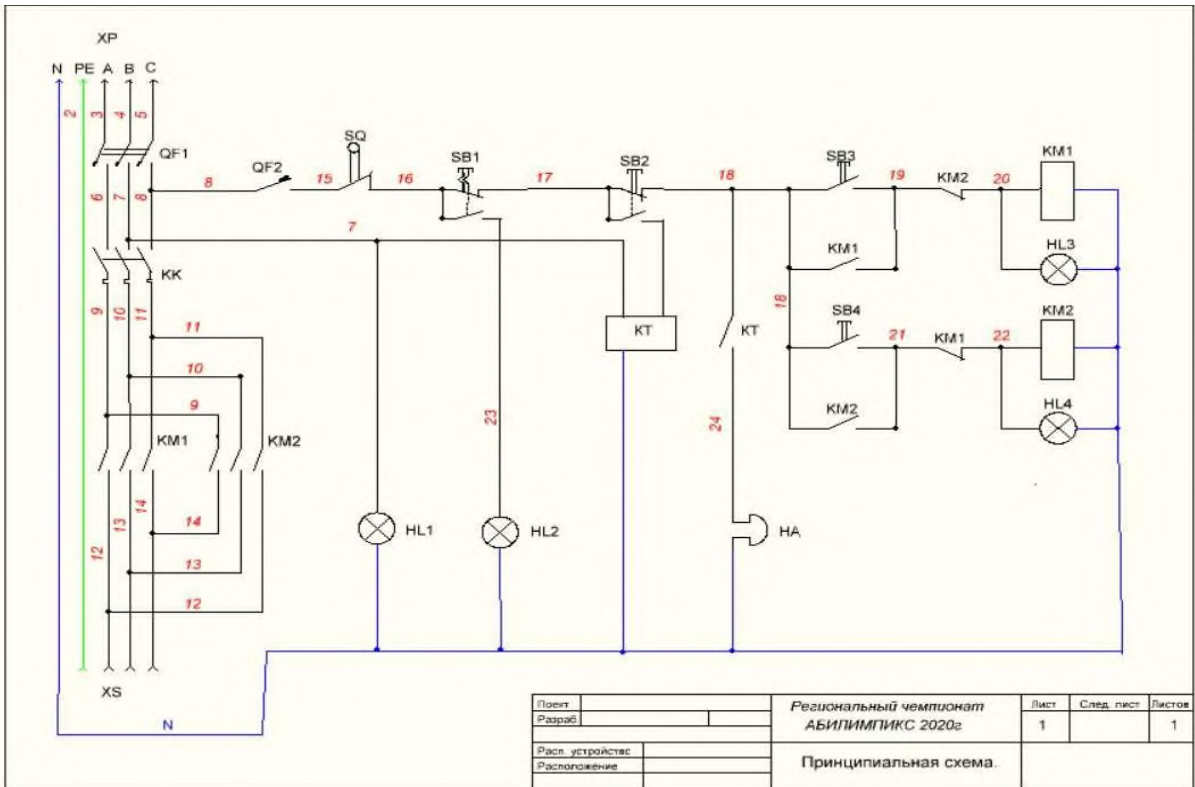 XP
N PE A B C
2 3 4 5
QF1
QF2
SQ
SB1
SB2
SB3
KM2
KM1
8 15 16 17 18 19 20
6 7 8
7
KK
KM1
HL3
18
9 10 11
11
KT
KT
SB4
21
KM1
22
KM2
10
9
23
24
KM2
HL4
KM1
KM2
12 13 14
14
HL1
HL2
HA
13
12
XS
N
Поект
Разраб.
Региональный чемпионат
АБИЛИМПИКС 2020г
Лист
След. лист
Листов
1
1
Расп. устройствс
Расположение
Принципиальная схема.